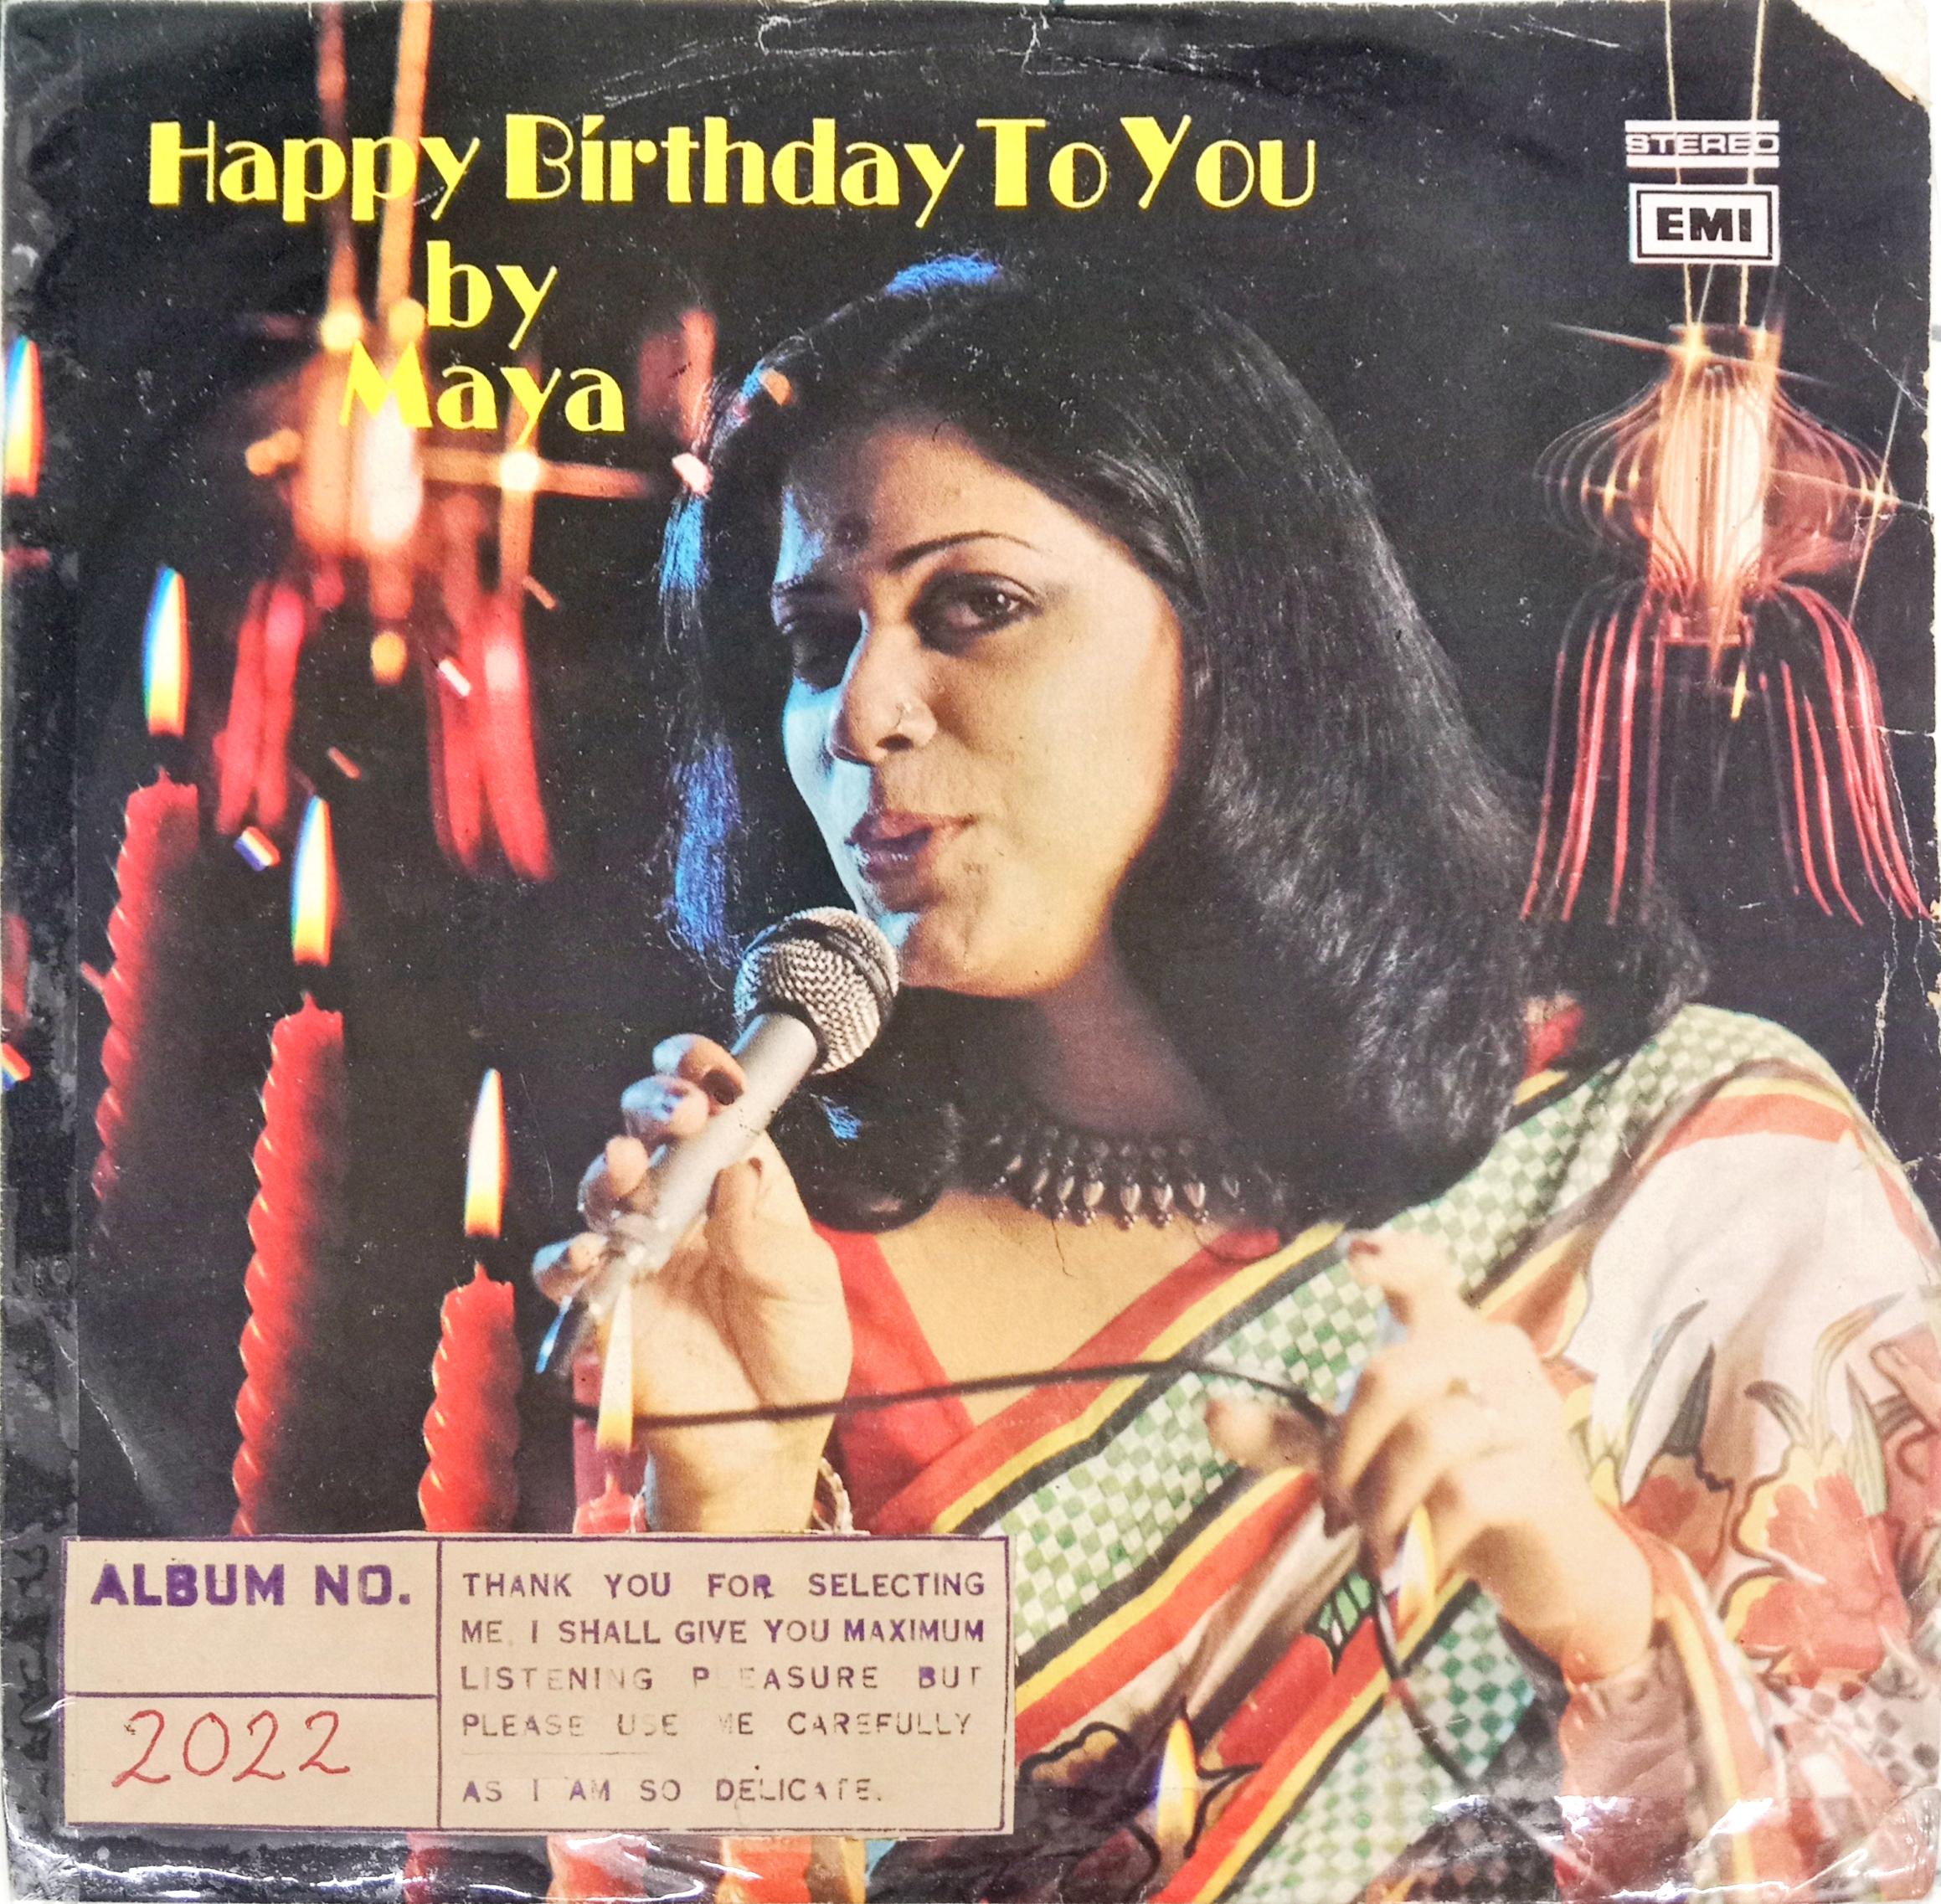 Happy Birthday To You
by
Maya
STEREO
EMI
ALBUM NO.
2022
THANK YOU FOR SELECTING
ME. I SHALL GIVE YOU MAXIMUM
LISTENING PLEASURE BUT
PLEASE USE ME CAREFULLY
AS I AM SO DELICATE.